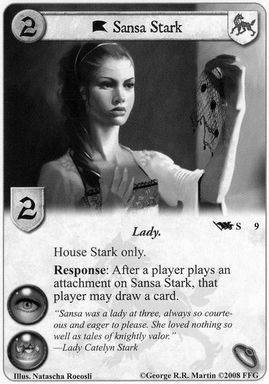 2 Sansa Stark
2
Lady.
S 9
House Stark only.
Response: After a player plays an
attachment on Sansa Stark, that
player may draw a card.
“Sansa was a lady at three, always so courte-
ous and eager to please. She loved nothing so
well as tales of knightly valor.”
—Lady Catelyn Stark
Illus. Natascha Roeosli
©George R.R. Martin ©2008 FFG